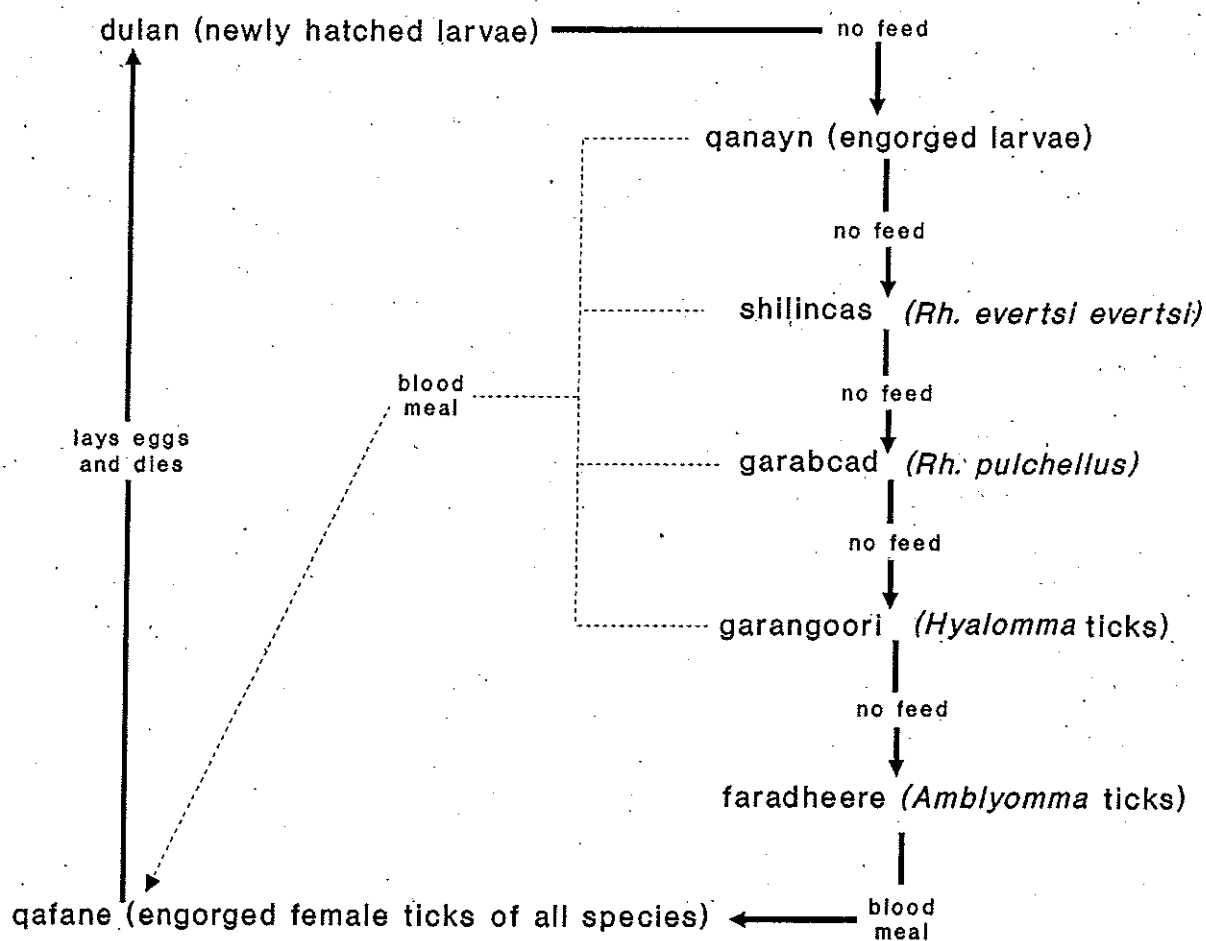 dulan (newly hatched larvae)
no feed
qanayn (engorged larvae)
no feed
shilincas (Rh. evertsi evertsi)
no feed
blood
meal
lays eggs
and dies
garabcad (Rh. pulchellus)
no feed
garangoori (Hyalomma ticks)
no feed
faradheere (Amblyomma ticks)
qafane (engorged female ticks of all species)
blood
meal